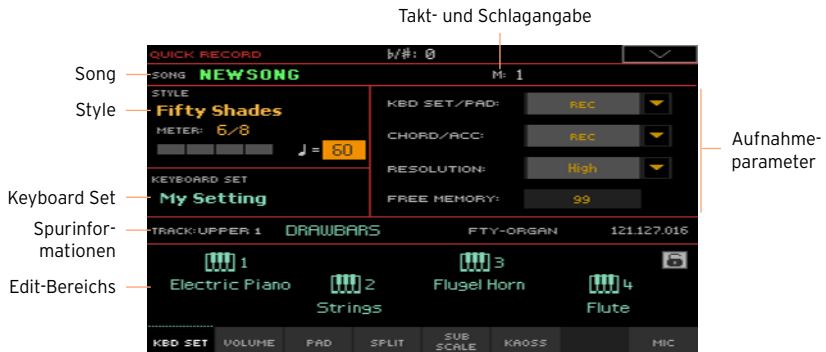 Takt- und Schlagangabe
QUICK RECORD b/#: 0
Song
SONG NEWSONG M: 1
Style
STYLE
Fifty Shades
METER: 6/8
♩ = 60
KBD SET/PAD: REC
CHORD/ACC: REC
RESOLUTION: High
FREE MEMORY: 99
Aufnahme-
parameter
Keyboard Set
KEYBOARD SET
My Setting
Spurinfor-
mationen
TRACK: UPPER 1 DRAWBARS FTY-ORGAN 121.127.016
Edit-Bereichs
1
Electric Piano
2
Strings
3
Flugel Horn
4
Flute
KBD SET VOLUME PAD SPLIT SUB SCALE KAOSS MIC